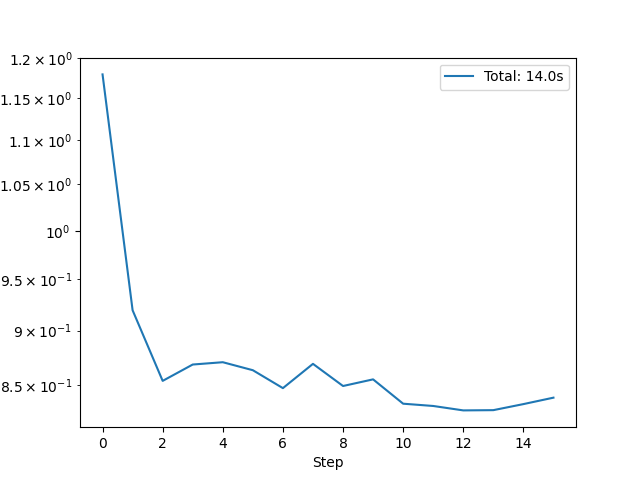 Total: 14.0s
1.2 × 10⁰
1.15 × 10⁰
1.1 × 10⁰
1.05 × 10⁰
10⁰
9.5 × 10⁻¹
9 × 10⁻¹
8.5 × 10⁻¹
0 2 4 6 8 10 12 14
Step